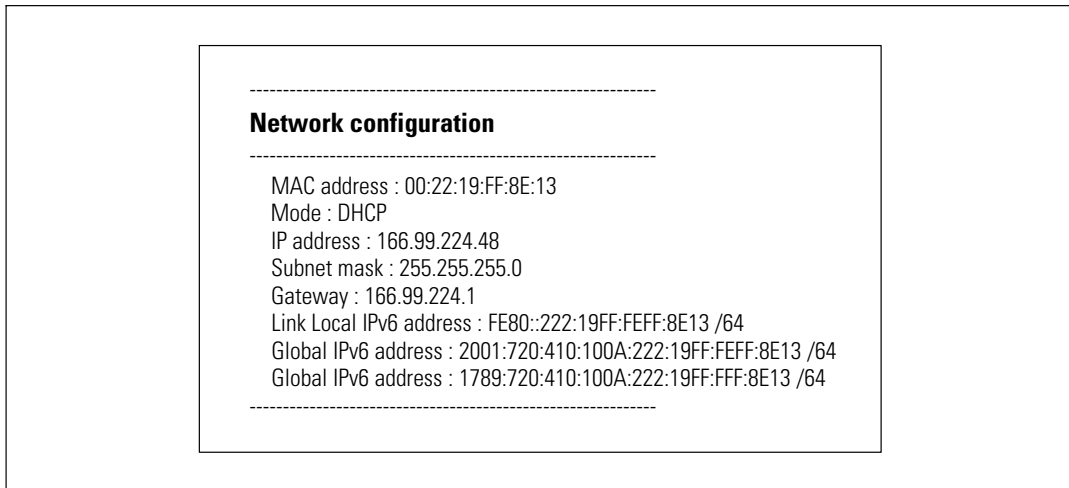 ------------------------------------------------------------
Network configuration
------------------------------------------------------------
MAC address : 00:22:19:FF:8E:13
Mode : DHCP
IP address : 166.99.224.48
Subnet mask : 255.255.255.0
Gateway : 166.99.224.1
Link Local IPv6 address : FE80::222:19FF:FEFF:8E13 /64
Global IPv6 address : 2001:720:410:100A:222:19FF:FEFF:8E13 /64
Global IPv6 address : 1789:720:410:100A:222:19FF:FFF:8E13 /64
------------------------------------------------------------